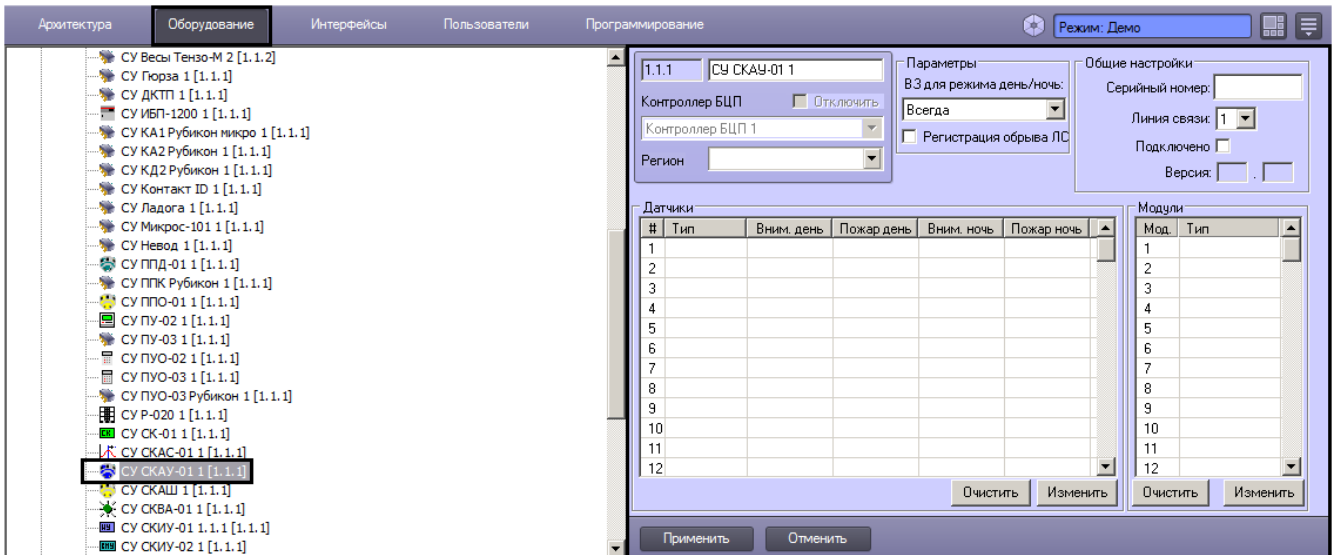 Архитектура Оборудование Интерфейсы Пользователи Программирование Режим: Демо
СУ Весы Тензо-М 2 [1.1.2]
СУ Гюрза 1 [1.1.1]
СУ ДКТП 1 [1.1.1]
СУ ИБП-1200 1 [1.1.1]
СУ КА1 Рубикон микро 1 [1.1.1]
СУ КА2 Рубикон 1 [1.1.1]
СУ КД2 Рубикон 1 [1.1.1]
СУ Контакт ID 1 [1.1.1]
СУ Ладога 1 [1.1.1]
СУ Микрос-101 1 [1.1.1]
СУ Невод 1 [1.1.1]
СУ ППД-01 1 [1.1.1]
СУ ППК Рубикон 1 [1.1.1]
СУ ППО-01 1 [1.1.1]
СУ ПУ-02 1 [1.1.1]
СУ ПУ-03 1 [1.1.1]
СУ ПУО-02 1 [1.1.1]
СУ ПУО-03 1 [1.1.1]
СУ ПУО-03 Рубикон 1 [1.1.1]
СУ Р-020 1 [1.1.1]
СУ СК-01 1 [1.1.1]
СУ СКАС-01 1 [1.1.1]
СУ СКАУ-01 1 [1.1.1]
СУ СКАШ 1 [1.1.1]
СУ СКВА-01 1 [1.1.1]
СУ СКИУ-01 1.1.1 [1.1.1]
СУ СКИУ-02 1 [1.1.1]
1.1.1 СУ СКАУ-01 1
Контроллер БЦП Отключить
Контроллер БЦП 1
Регион
Параметры
ВЗ для режима день/ночь:
Всегда
Регистрация обрыва ЛС
Общие настройки
Серийный номер:
Линия связи: 1
Подключено
Версия: .
Датчики
# Тип Вним. день Пожар день Вним. ночь Пожар ночь
1
2
3
4
5
6
7
8
9
10
11
12
Очистить Изменить
Модули
Мод. Тип
1
2
3
4
5
6
7
8
9
10
11
12
Очистить Изменить
Применить Отменить